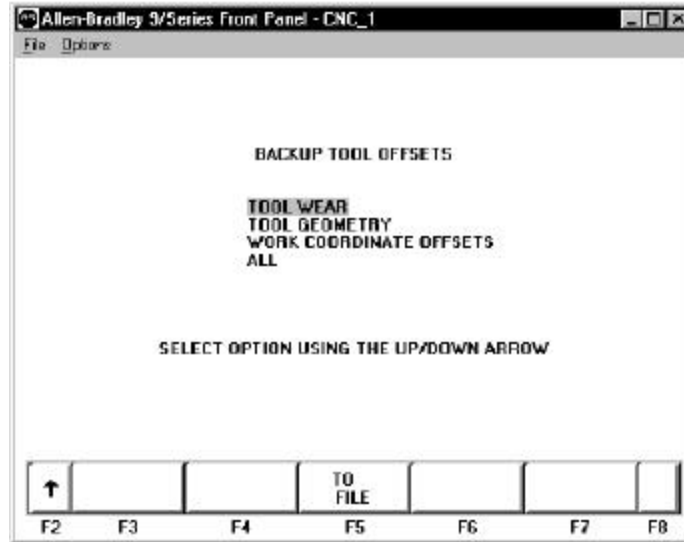 Allen-Bradley 9/Series Front Panel - CNC_1
File Options
BACKUP TOOL OFFSETS
TOOL WEAR
TOOL GEOMETRY
WORK COORDINATE OFFSETS
ALL
SELECT OPTION USING THE UP/DOWN ARROW
TO
FILE
F2 F3 F4 F5 F6 F7 F8